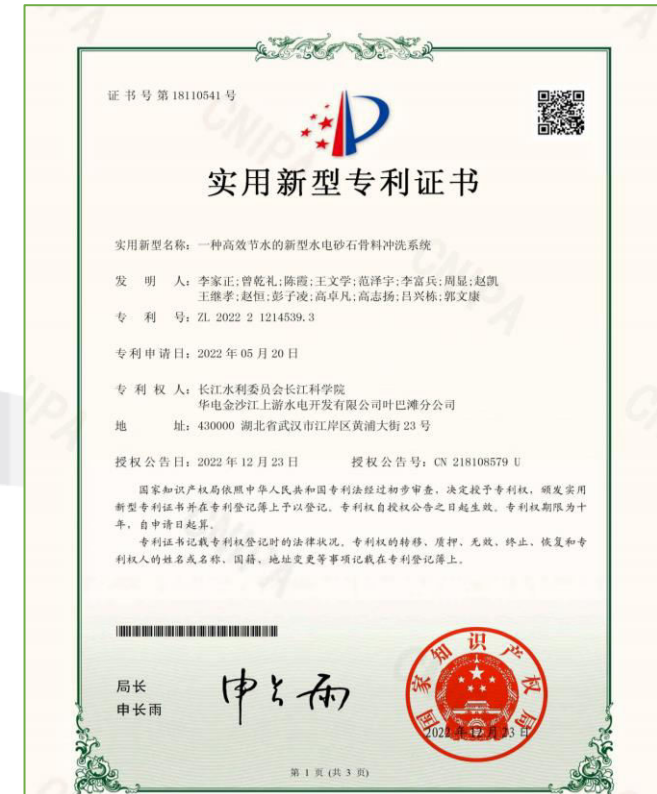 证书号第18110541号
实用新型专利证书
实用新型名称：一种高效节水的新型水电砂石骨料冲洗系统
发 明 人：李家正;曾乾礼;陈霞;王文学;范泽宇;李富兵;周显;赵凯
王继孝;赵恒;彭子凌;高卓凡;高志扬;吕兴栋;郭文康
专 利 号：ZL 2022 2 1214539.3
专利申请日：2022年05月20日
专 利 权 人：长江水利委员会长江科学院
华电金沙江上游水电开发有限公司叶巴滩分公司
地 址：430000 湖北省武汉市江岸区黄浦大街23号
授权公告日：2022年12月23日 授权公告号：CN 218108579 U
国家知识产权局依照中华人民共和国专利法经过初步审查，决定授予专利权，颁发实用
新型专利证书并在专利登记簿上予以登记。专利权自授权公告之日起生效。专利权期限为十
年，自申请日起算。
专利证书记载专利权登记时的法律状况。专利权的转移、质押、无效、终止、恢复和专
利权人的姓名或名称、国籍、地址变更等事项记载在专利登记簿上。
局长
申长雨
申长雨
国家知识产权局
2022年12月23日
第 1 页 (共 3 页)
CNIPA